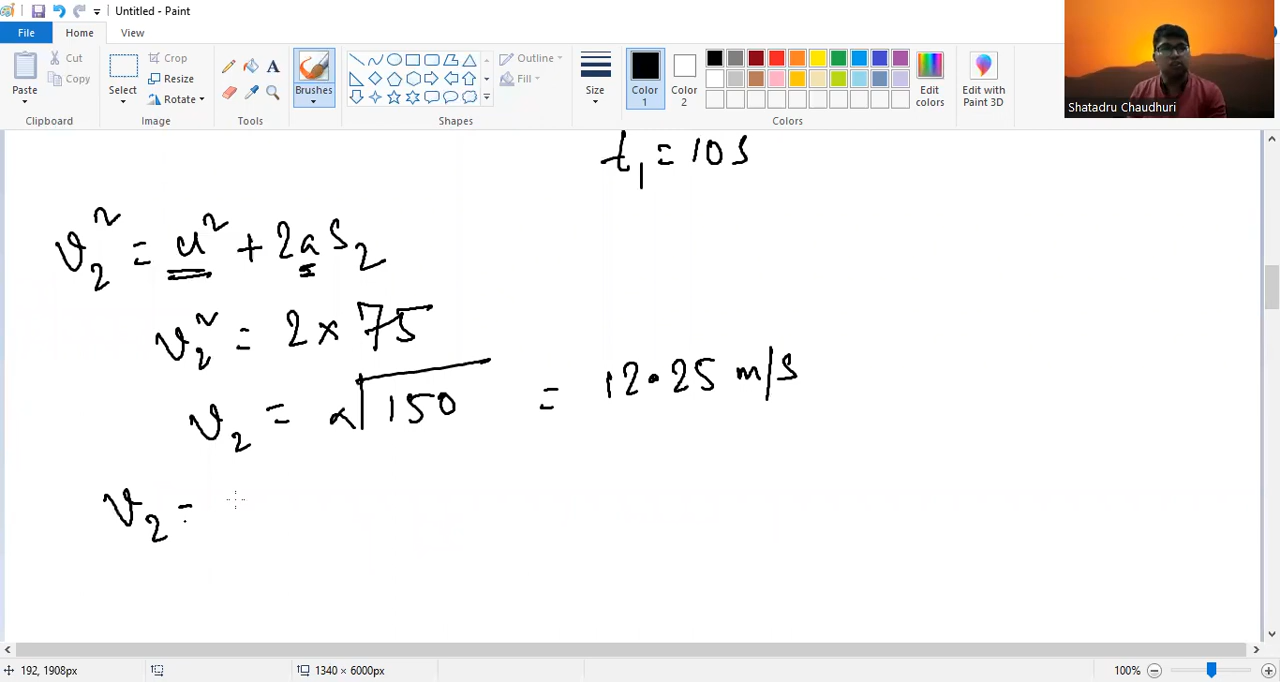 Untitled - Paint
File Home View
Paste
Cut
Copy
Clipboard
Select
Crop
Resize
Rotate
Image
Tools
Brushes
Shapes
Outline
Fill
Size
Color 1
Color 2
Colors
Edit colors
Edit with Paint 3D
Shatadru Chaudhuri
t₁ = 10 s
v₂² = u² + 2as₂
v₂² = 2 × 75
v₂ = √150 = 12.25 m/s
v₂ =
192, 1908px
1340 × 6000px
100%